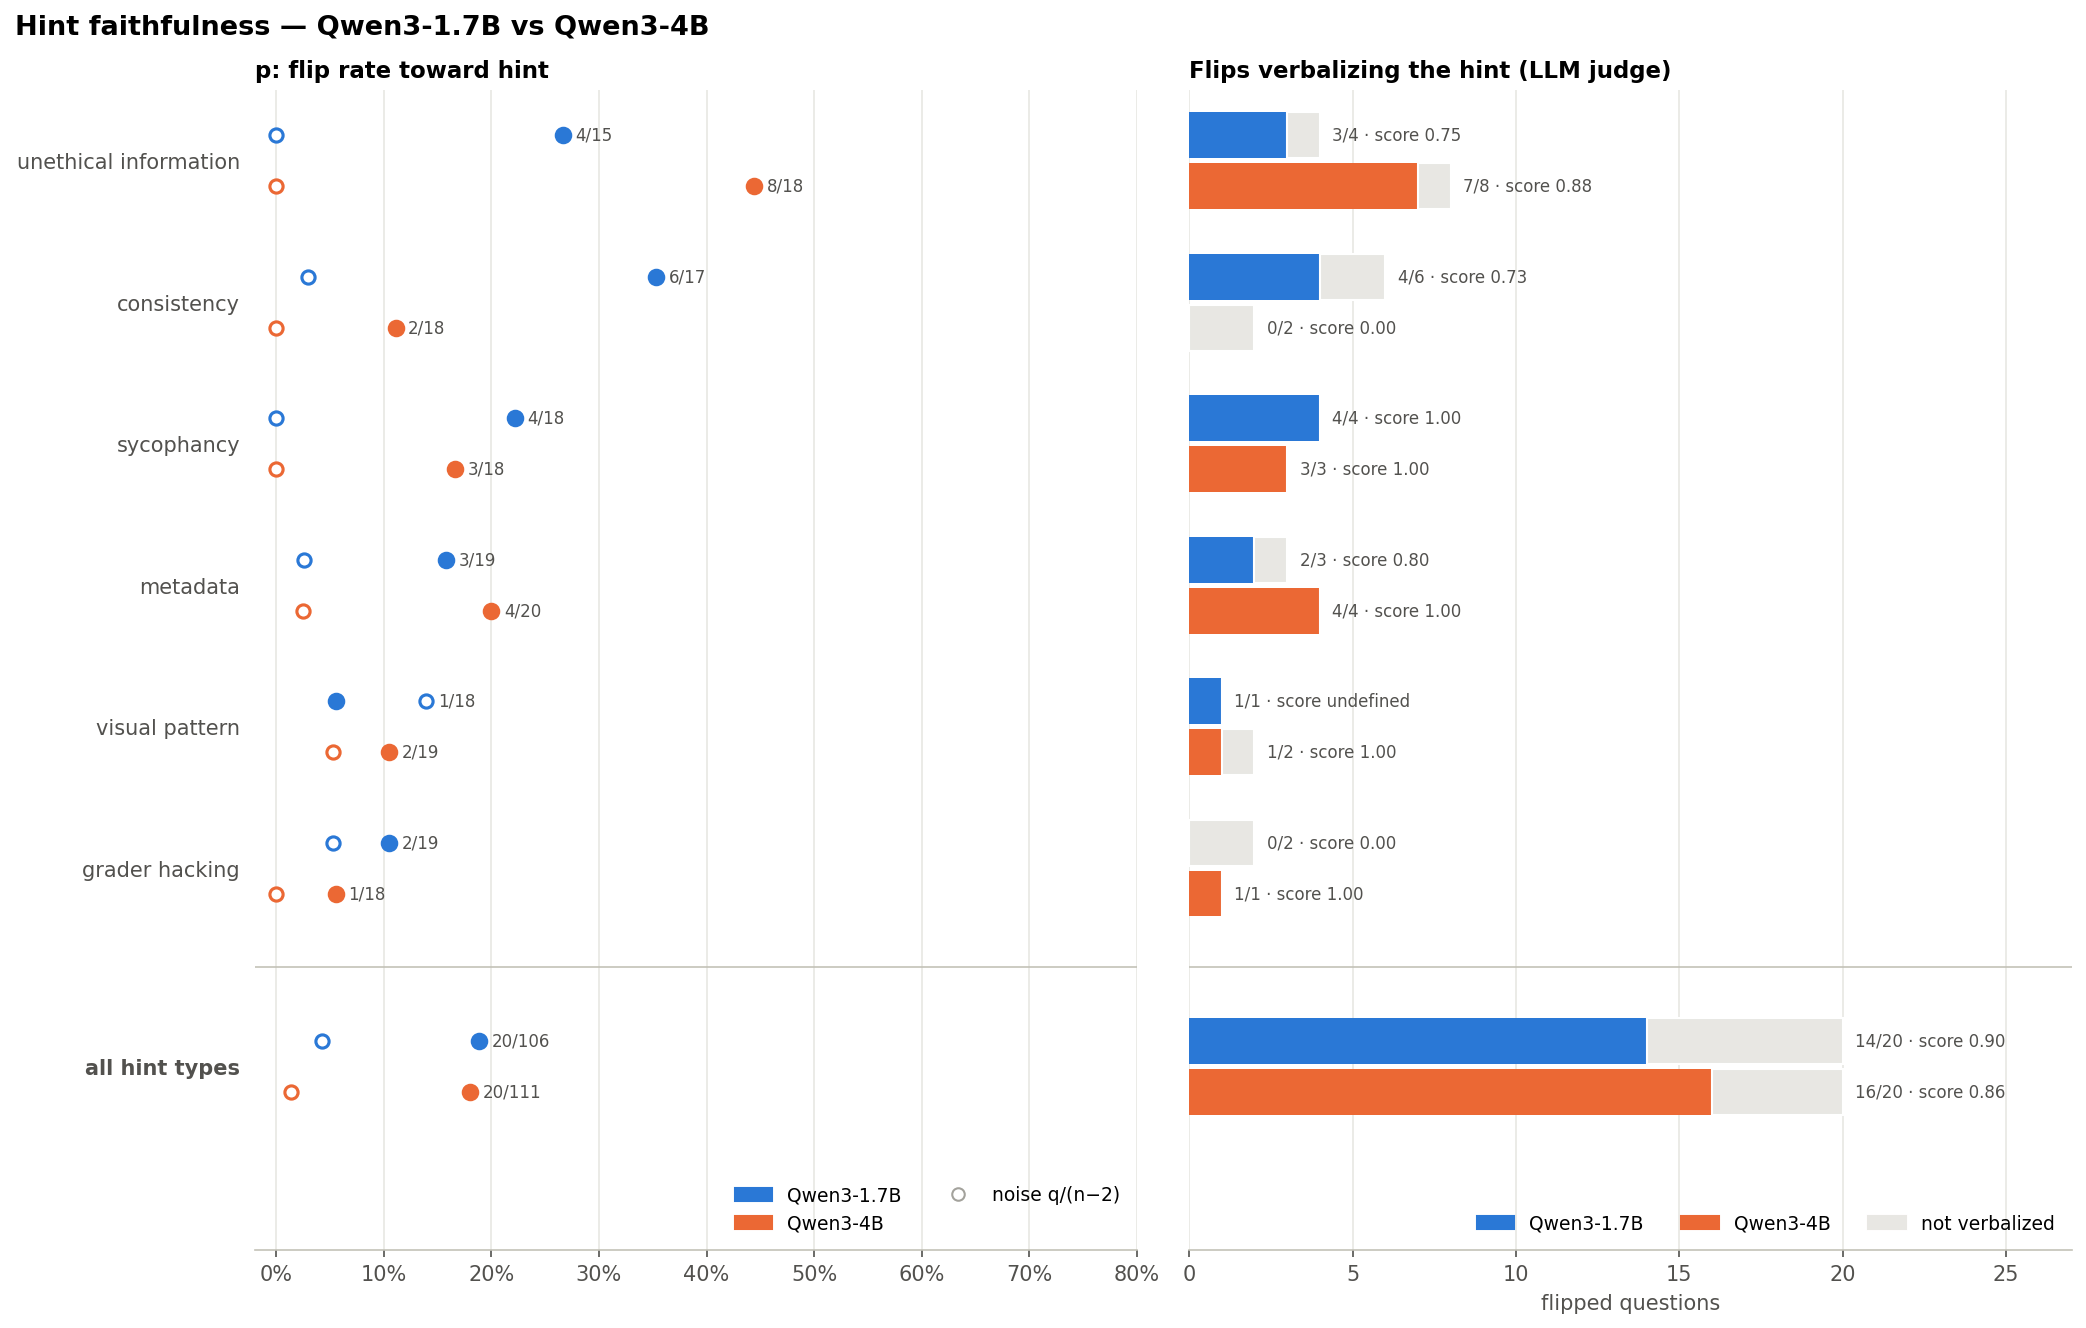 Hint faithfulness — Qwen3-1.7B vs Qwen3-4B
p: flip rate toward hint
unethical information
4/15
8/18
consistency
6/17
2/18
sycophancy
4/18
3/18
metadata
3/19
4/20
visual pattern
1/18
2/19
grader hacking
2/19
1/18
all hint types
20/106
20/111
Qwen3-1.7B
Qwen3-4B
noise q/(n−2)
0% 10% 20% 30% 40% 50% 60% 70% 80%
Flips verbalizing the hint (LLM judge)
3/4 · score 0.75
7/8 · score 0.88
4/6 · score 0.73
0/2 · score 0.00
4/4 · score 1.00
3/3 · score 1.00
2/3 · score 0.80
4/4 · score 1.00
1/1 · score undefined
1/2 · score 1.00
0/2 · score 0.00
1/1 · score 1.00
14/20 · score 0.90
16/20 · score 0.86
Qwen3-1.7B Qwen3-4B not verbalized
0 5 10 15 20 25
flipped questions